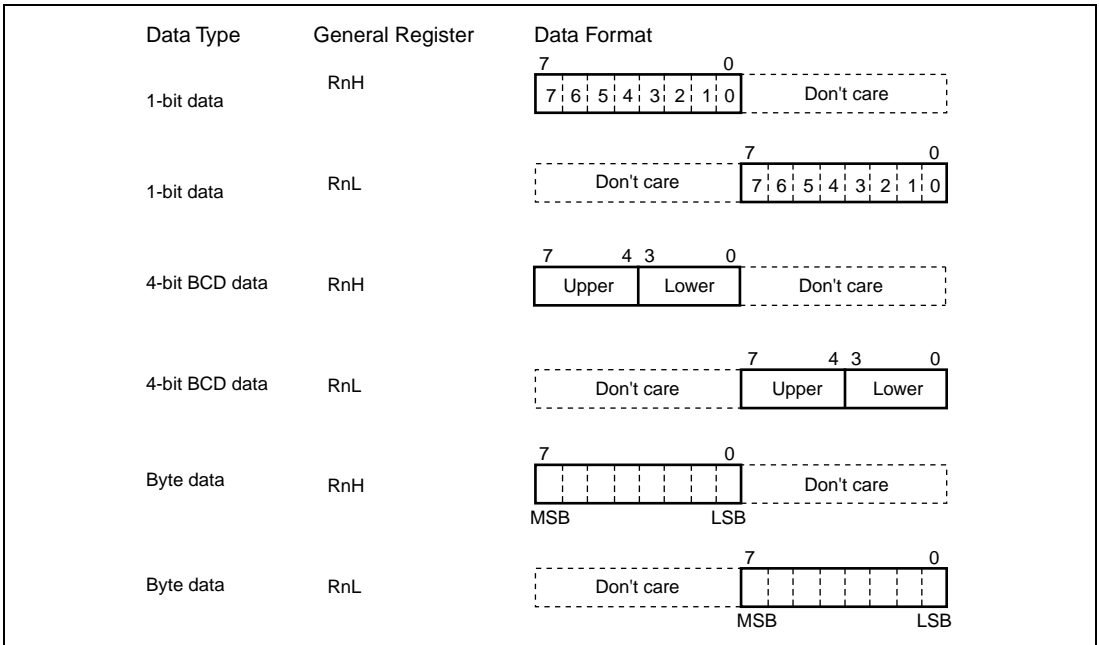 Data Type General Register Data Format
7 0
1-bit data RnH 7 6 5 4 3 2 1 0 Don't care
7 0
1-bit data RnL Don't care 7 6 5 4 3 2 1 0
7 4 3 0
4-bit BCD data RnH Upper Lower Don't care
7 4 3 0
4-bit BCD data RnL Don't care Upper Lower
7 0
Byte data RnH Don't care
MSB LSB
7 0
Byte data RnL Don't care
MSB LSB